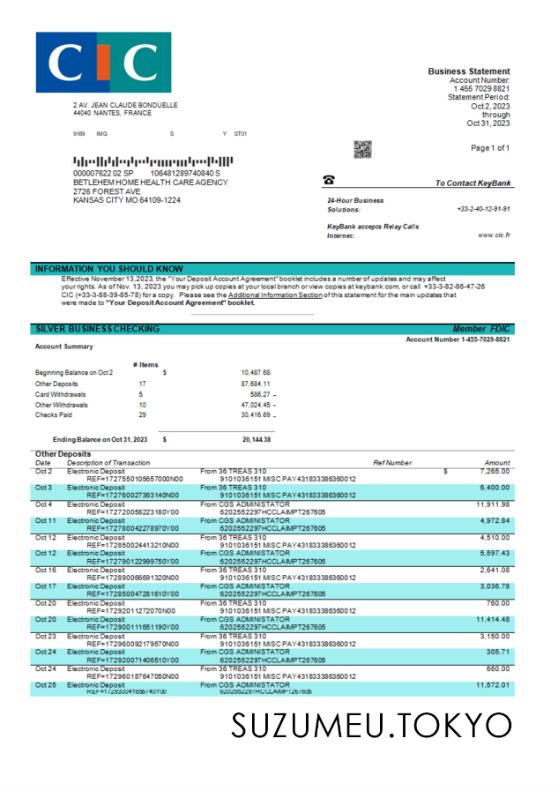 CIC
Business Statement
Account Number:
1 455 7029 8821
Statement Period:
Oct 2, 2023
through
Oct 31, 2023
2 AV. JEAN CLAUDE BONDUELLE
44040 NANTES, FRANCE
9169 IMG S Y ST01
Page 1 of 1
000007622 02 SP 106481289740840 S
BETLEHEM HOME HEALTH CARE AGENCY
2726 FOREST AVE
KANSAS CITY MO 64109-1224
To Contact KeyBank
24-Hour Business
Solutions: +33-2-40-12-91-91
KeyBank accepts Relay Calls
Internec: www.cic.fr
INFORMATION YOU SHOULD KNOW
Effective November 13,2023, the "Your Deposit Account Agreement" booklet includes a number of updates and may affect
your rights. As of Nov. 13, 2023 you may pick up copies at your local branch or view copies at keybank.com, or call +33-3-82-86-47-26
CIC (+33-3-88-39-85-78) for a copy. Please see the Additional Information Section of this statement for the main updates that
were made to "Your Deposit Account Agreement" booklet.
SILVER BUSINESS CHECKING Member FDIC
Account Number 1-455-7029-8821
Account Summary
# Items
Beginning Balance on Oct 2 $ 10,487.68
Other Deposits 17 87,684.11
Card Withdrawals 5 586.27 –
Other Withdrawals 10 47,024.45 –
Checks Paid 29 30,416.69 –
Ending Balance on Oct 31, 2023 $ 20,144.38
Other Deposits
Date Description of Transaction Ref Number Amount
Oct 2 Electronic Deposit From 36 TREAS 310 $ 7,265.00
REF=1727550105657000N00 9101036151 MISC PAY431833386360012
Oct 3 Electronic Deposit From 36 TREAS 310 6,400.00
REF=172760027363140N00 9101036151 MISC PAY431833386360012
Oct 4 Electronic Deposit From CGS ADMINISTATOR 11,911.98
REF=172720058223180Y00 6202552297HCCLAIMPT267605
Oct 11 Electronic Deposit From CGS ADMINISTATOR 4,972.84
REF=172780042278970Y00 6202552297HCCLAIMPT267605
Oct 12 Electronic Deposit From 36 TREAS 310 4,510.00
REF=172850024413210N00 9101036151 MISC PAY431833386360012
Oct 12 Electronic Deposit From CGS ADMINISTATOR 5,597.43
REF=172790122999750Y00 6202552297HCCLAIMPT267605
Oct 16 Electronic Deposit From 36 TREAS 310 2,641.08
REF=172890066691320N00 9101036151 MISC PAY431833386360012
Oct 17 Electronic Deposit From CGS ADMINISTATOR 3,036.78
REF=172850047281610Y00 6202552297HCCLAIMPT267605
Oct 20 Electronic Deposit From 36 TREAS 310 760.00
REF=17292011272070N00 9101036151 MISC PAY431833386360012
Oct 20 Electronic Deposit From CGS ADMINISTATOR 11,414.48
REF=172900111651190Y00 6202552297HCCLAIMPT267605
Oct 23 Electronic Deposit From 36 TREAS 310 3,150.00
REF=172960092179570N00 9101036151 MISC PAY431833386360012
Oct 24 Electronic Deposit From CGS ADMINISTATOR 305.71
REF=172920071406510Y00 6202552297HCCLAIMPT267605
Oct 24 Electronic Deposit From 36 TREAS 310 660.00
REF=172960187647050N00 9101036151 MISC PAY431833386360012
Oct 25 Electronic Deposit From CGS ADMINISTATOR 11,572.01
6202552297HCCLAIMPT267605
SUZUMEU.TOKYO